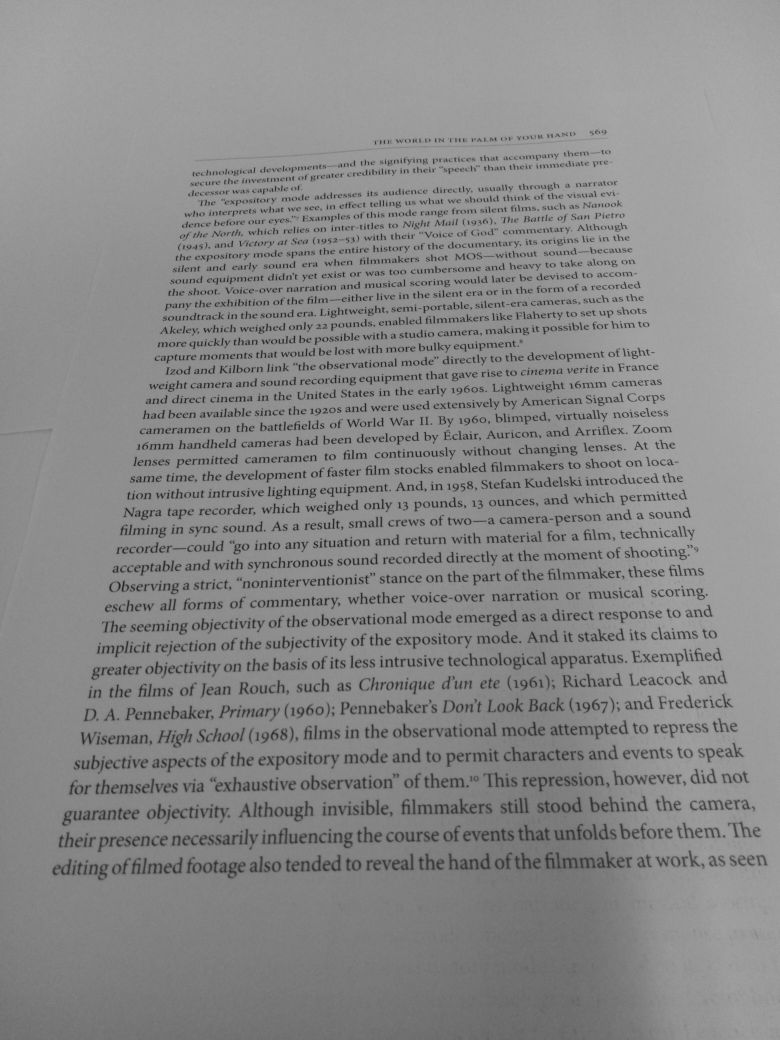 THE WORLD IN THE PALM OF YOUR HAND 569
technological developments—and the signifying practices that accompany them—to
secure the investment of greater credibility in their "speech" than their immediate pre-
decessor was capable of.
The "expository mode addresses its audience directly, usually through a narrator
who interprets what we see, in effect telling us what we should think of the visual evi-
dence before our eyes."⁷ Examples of this mode range from silent films, such as Nanook
of the North, which relies on inter-titles to Night Mail (1936), The Battle of San Pietro
(1945), and Victory at Sea (1952–53) with their "Voice of God" commentary. Although
the expository mode spans the entire history of the documentary, its origins lie in the
silent and early sound era when filmmakers shot MOS—without sound—because
sound equipment didn't yet exist or was too cumbersome and heavy to take along on
the shoot. Voice-over narration and musical scoring would later be devised to accom-
pany the exhibition of the film—either live in the silent era or in the form of a recorded
soundtrack in the sound era. Lightweight, semi-portable, silent-era cameras, such as the
Akeley, which weighed only 22 pounds, enabled filmmakers like Flaherty to set up shots
more quickly than would be possible with a studio camera, making it possible for him to
capture moments that would be lost with more bulky equipment.⁸
Izod and Kilborn link "the observational mode" directly to the development of light-
weight camera and sound recording equipment that gave rise to cinema verite in France
and direct cinema in the United States in the early 1960s. Lightweight 16mm cameras
had been available since the 1920s and were used extensively by American Signal Corps
cameramen on the battlefields of World War II. By 1960, blimped, virtually noiseless
16mm handheld cameras had been developed by Éclair, Auricon, and Arriflex. Zoom
lenses permitted cameramen to film continuously without changing lenses. At the
same time, the development of faster film stocks enabled filmmakers to shoot on loca-
tion without intrusive lighting equipment. And, in 1958, Stefan Kudelski introduced the
Nagra tape recorder, which weighed only 13 pounds, 13 ounces, and which permitted
filming in sync sound. As a result, small crews of two—a camera-person and a sound
recorder—could "go into any situation and return with material for a film, technically
acceptable and with synchronous sound recorded directly at the moment of shooting."⁹
Observing a strict, "noninterventionist" stance on the part of the filmmaker, these films
eschew all forms of commentary, whether voice-over narration or musical scoring.
The seeming objectivity of the observational mode emerged as a direct response to and
implicit rejection of the subjectivity of the expository mode. And it staked its claims to
greater objectivity on the basis of its less intrusive technological apparatus. Exemplified
in the films of Jean Rouch, such as Chronique d'un ete (1961); Richard Leacock and
D. A. Pennebaker, Primary (1960); Pennebaker's Don't Look Back (1967); and Frederick
Wiseman, High School (1968), films in the observational mode attempted to repress the
subjective aspects of the expository mode and to permit characters and events to speak
for themselves via "exhaustive observation" of them.¹⁰ This repression, however, did not
guarantee objectivity. Although invisible, filmmakers still stood behind the camera,
their presence necessarily influencing the course of events that unfolds before them. The
editing of filmed footage also tended to reveal the hand of the filmmaker at work, as seen